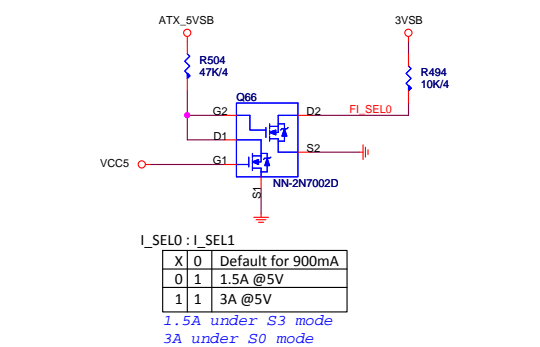 ATX_5VSB
3VSB
R504
47K/4
R494
10K/4
Q66
G2
D2
FI_SEL0
D1
S2
VCC5
G1
NN-2N7002D
S1
I_SEL0 : I_SEL1
X 0 Default for 900mA
0 1 1.5A @5V
1 1 3A @5V
1.5A under S3 mode
3A under S0 mode